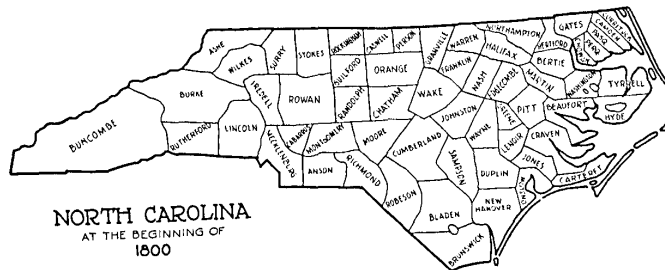 ASHE
WILKES
SURRY
STOKES
ROCKINGHAM
CASWELL
PERSON
GRANVILLE
WARREN
FRANKLIN
NORTHAMPTON
HALIFAX
HERTFORD
GATES
BERTIE
CAMDEN
BURKE
IREDELL
ROWAN
GUILFORD
RANDOLPH
ORANGE
CHATHAM
WAKE
NASH
EDGECOMBE
MARTIN
WASHINGTON
TYRRELL
HYDE
BUNCOMBE
RUTHERFORD
LINCOLN
MECKLENBURG
CABARRUS
MONTGOMERY
MOORE
CUMBERLAND
JOHNSTON
WAYNE
GREENE
PITT
BEAUFORT
LENOIR
CRAVEN
JONES
CARTERET
ANSON
RICHMOND
ROBESON
SAMPSON
DUPLIN
ONSLOW
BLADEN
NEW
HANOVER
BRUNSWICK
NORTH CAROLINA
AT THE BEGINNING OF
1800